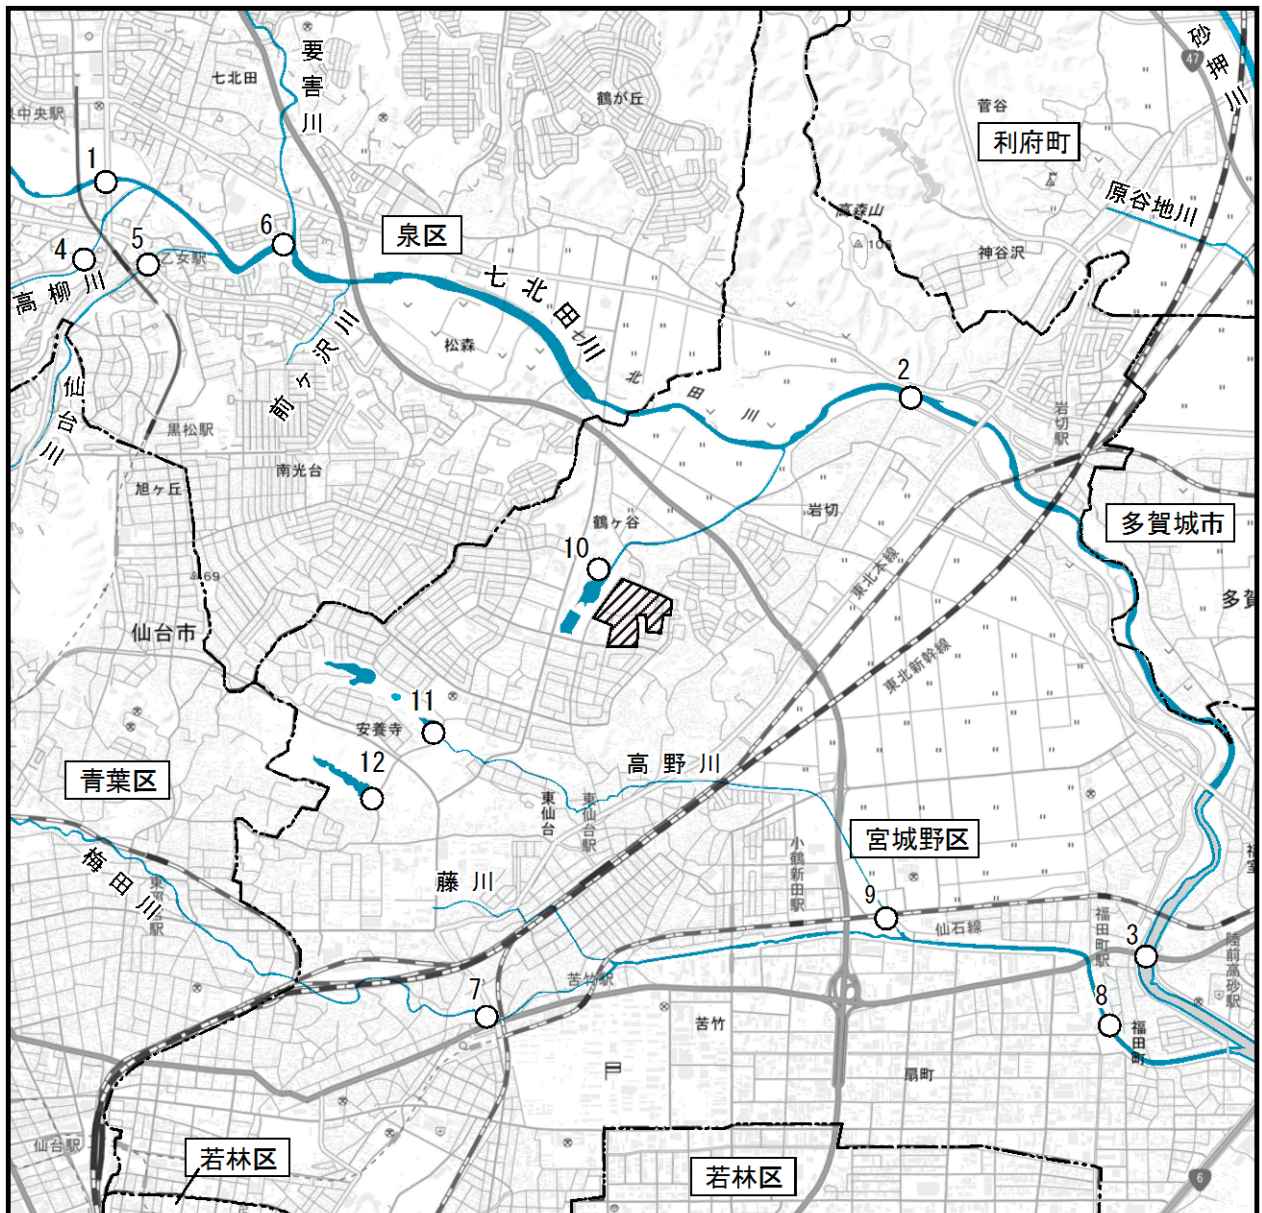 要害川
七北田
中央駅
鶴が丘
菅谷
砂押川
47
利府町
原谷地川
1
高森山
106
神谷沢
6
泉区
4
5
乙女駅
高柳川
七北田川
前ヶ沢川
松森
北田川
2
岩切駅
仙台川
黒松駅
南光台
旭ヶ丘
鶴ヶ谷
岩切
多賀城市
10
東北本線
69
多賀
仙台市
東北新幹線
11
安養寺
12
高野川
青葉区
東仙台
東仙台駅
宮城野区
小鶴新田駅
梅田川
藤川
9
仙石線
福田町駅
3
陸前高砂駅
苦竹駅
7
苦竹
8
福田町
扇町
仙台駅
若林区
若林区
6